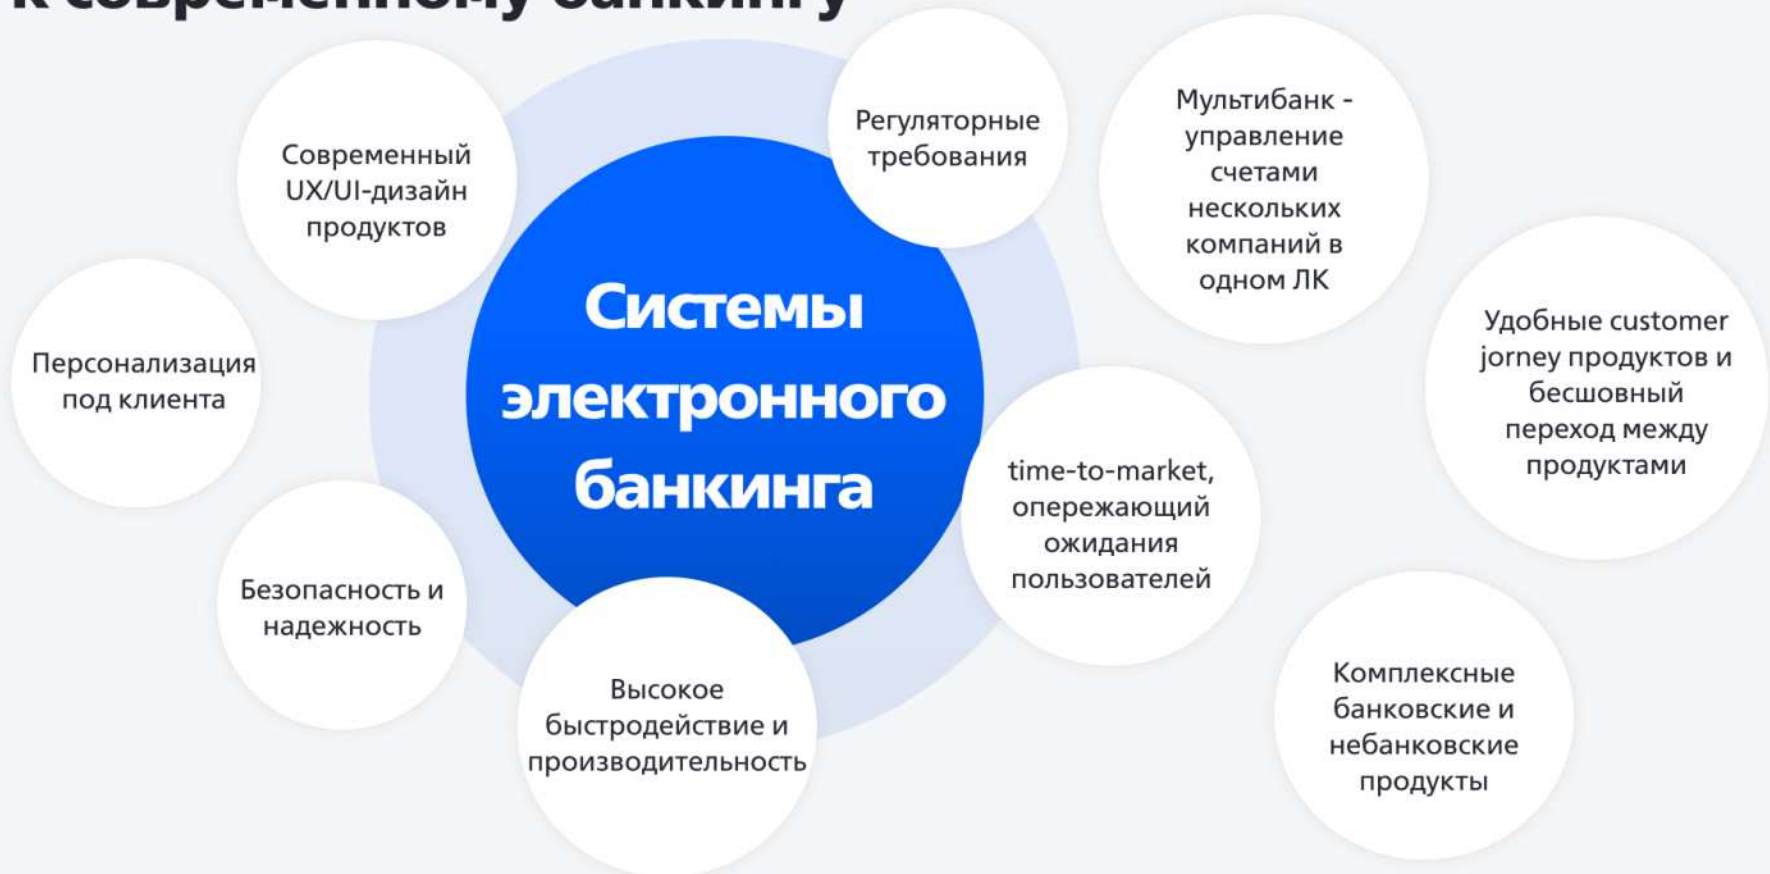 к современному банкингу
Современный
UX/UI-дизайн
продуктов
Регуляторные
требования
Мультибанк -
управление
счетами
нескольких
компаний в
одном ЛК
Персонализация
под клиента
Системы
электронного
банкинга
Удобные customer
jorney продуктов и
бесшовный
переход между
продуктами
time-to-market,
опережающий
ожидания
пользователей
Безопасность и
надежность
Высокое
быстродействие и
производительность
Комплексные
банковские и
небанковские
продукты